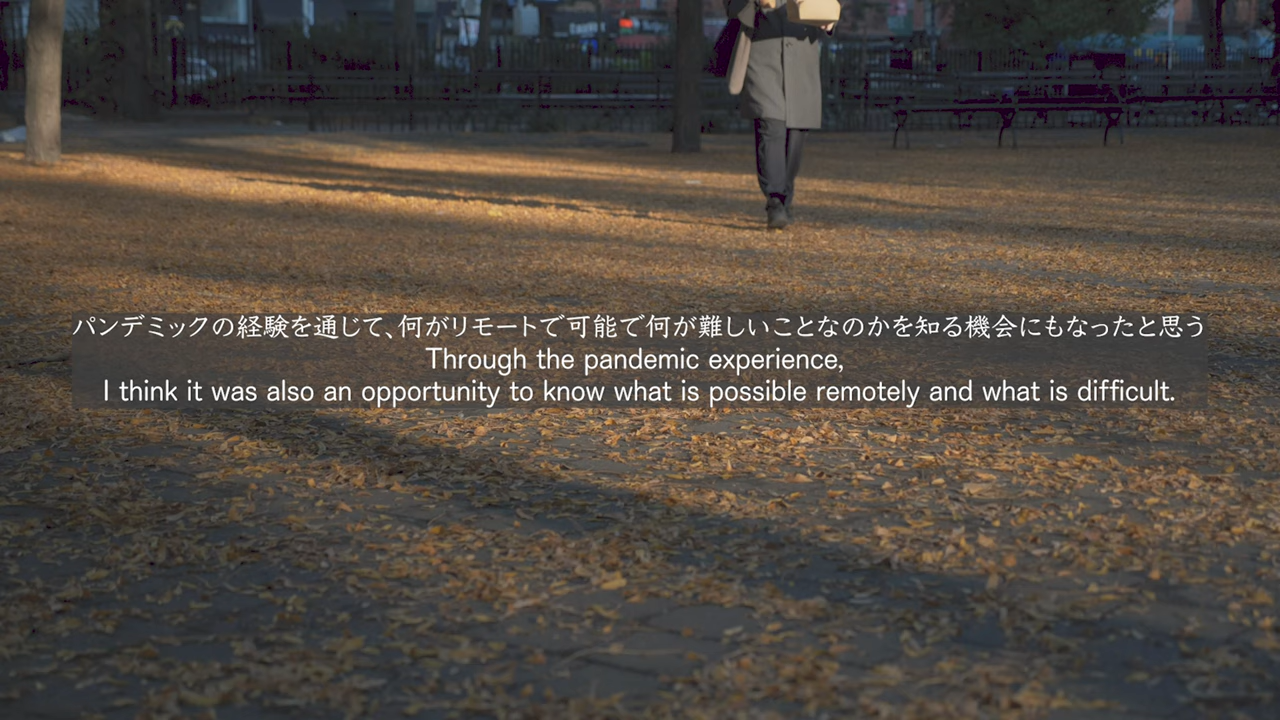 パンデミックの経験を通じて、何がリモートで可能で何が難しいことなのかを知る機会にもなったと思う
Through the pandemic experience,
I think it was also an opportunity to know what is possible remotely and what is difficult.